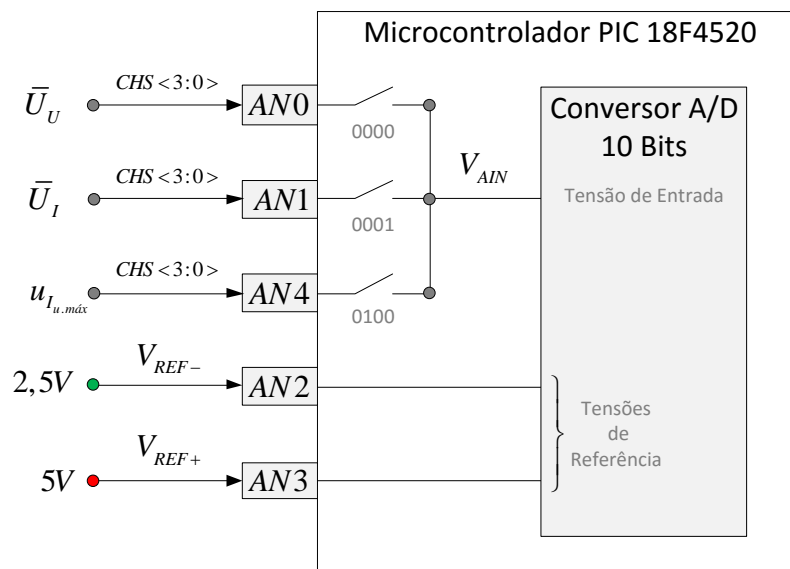 Microcontrolador PIC 18F4520
Ū_U
CHS<3:0>
AN0
0000
Conversor A/D
10 Bits
Ū_I
CHS<3:0>
AN1
0001
V_AIN
Tensão de Entrada
u_I_u.máx
CHS<3:0>
AN4
0100
2,5V
V_REF−
AN2
Tensões
de
Referência
5V
V_REF+
AN3